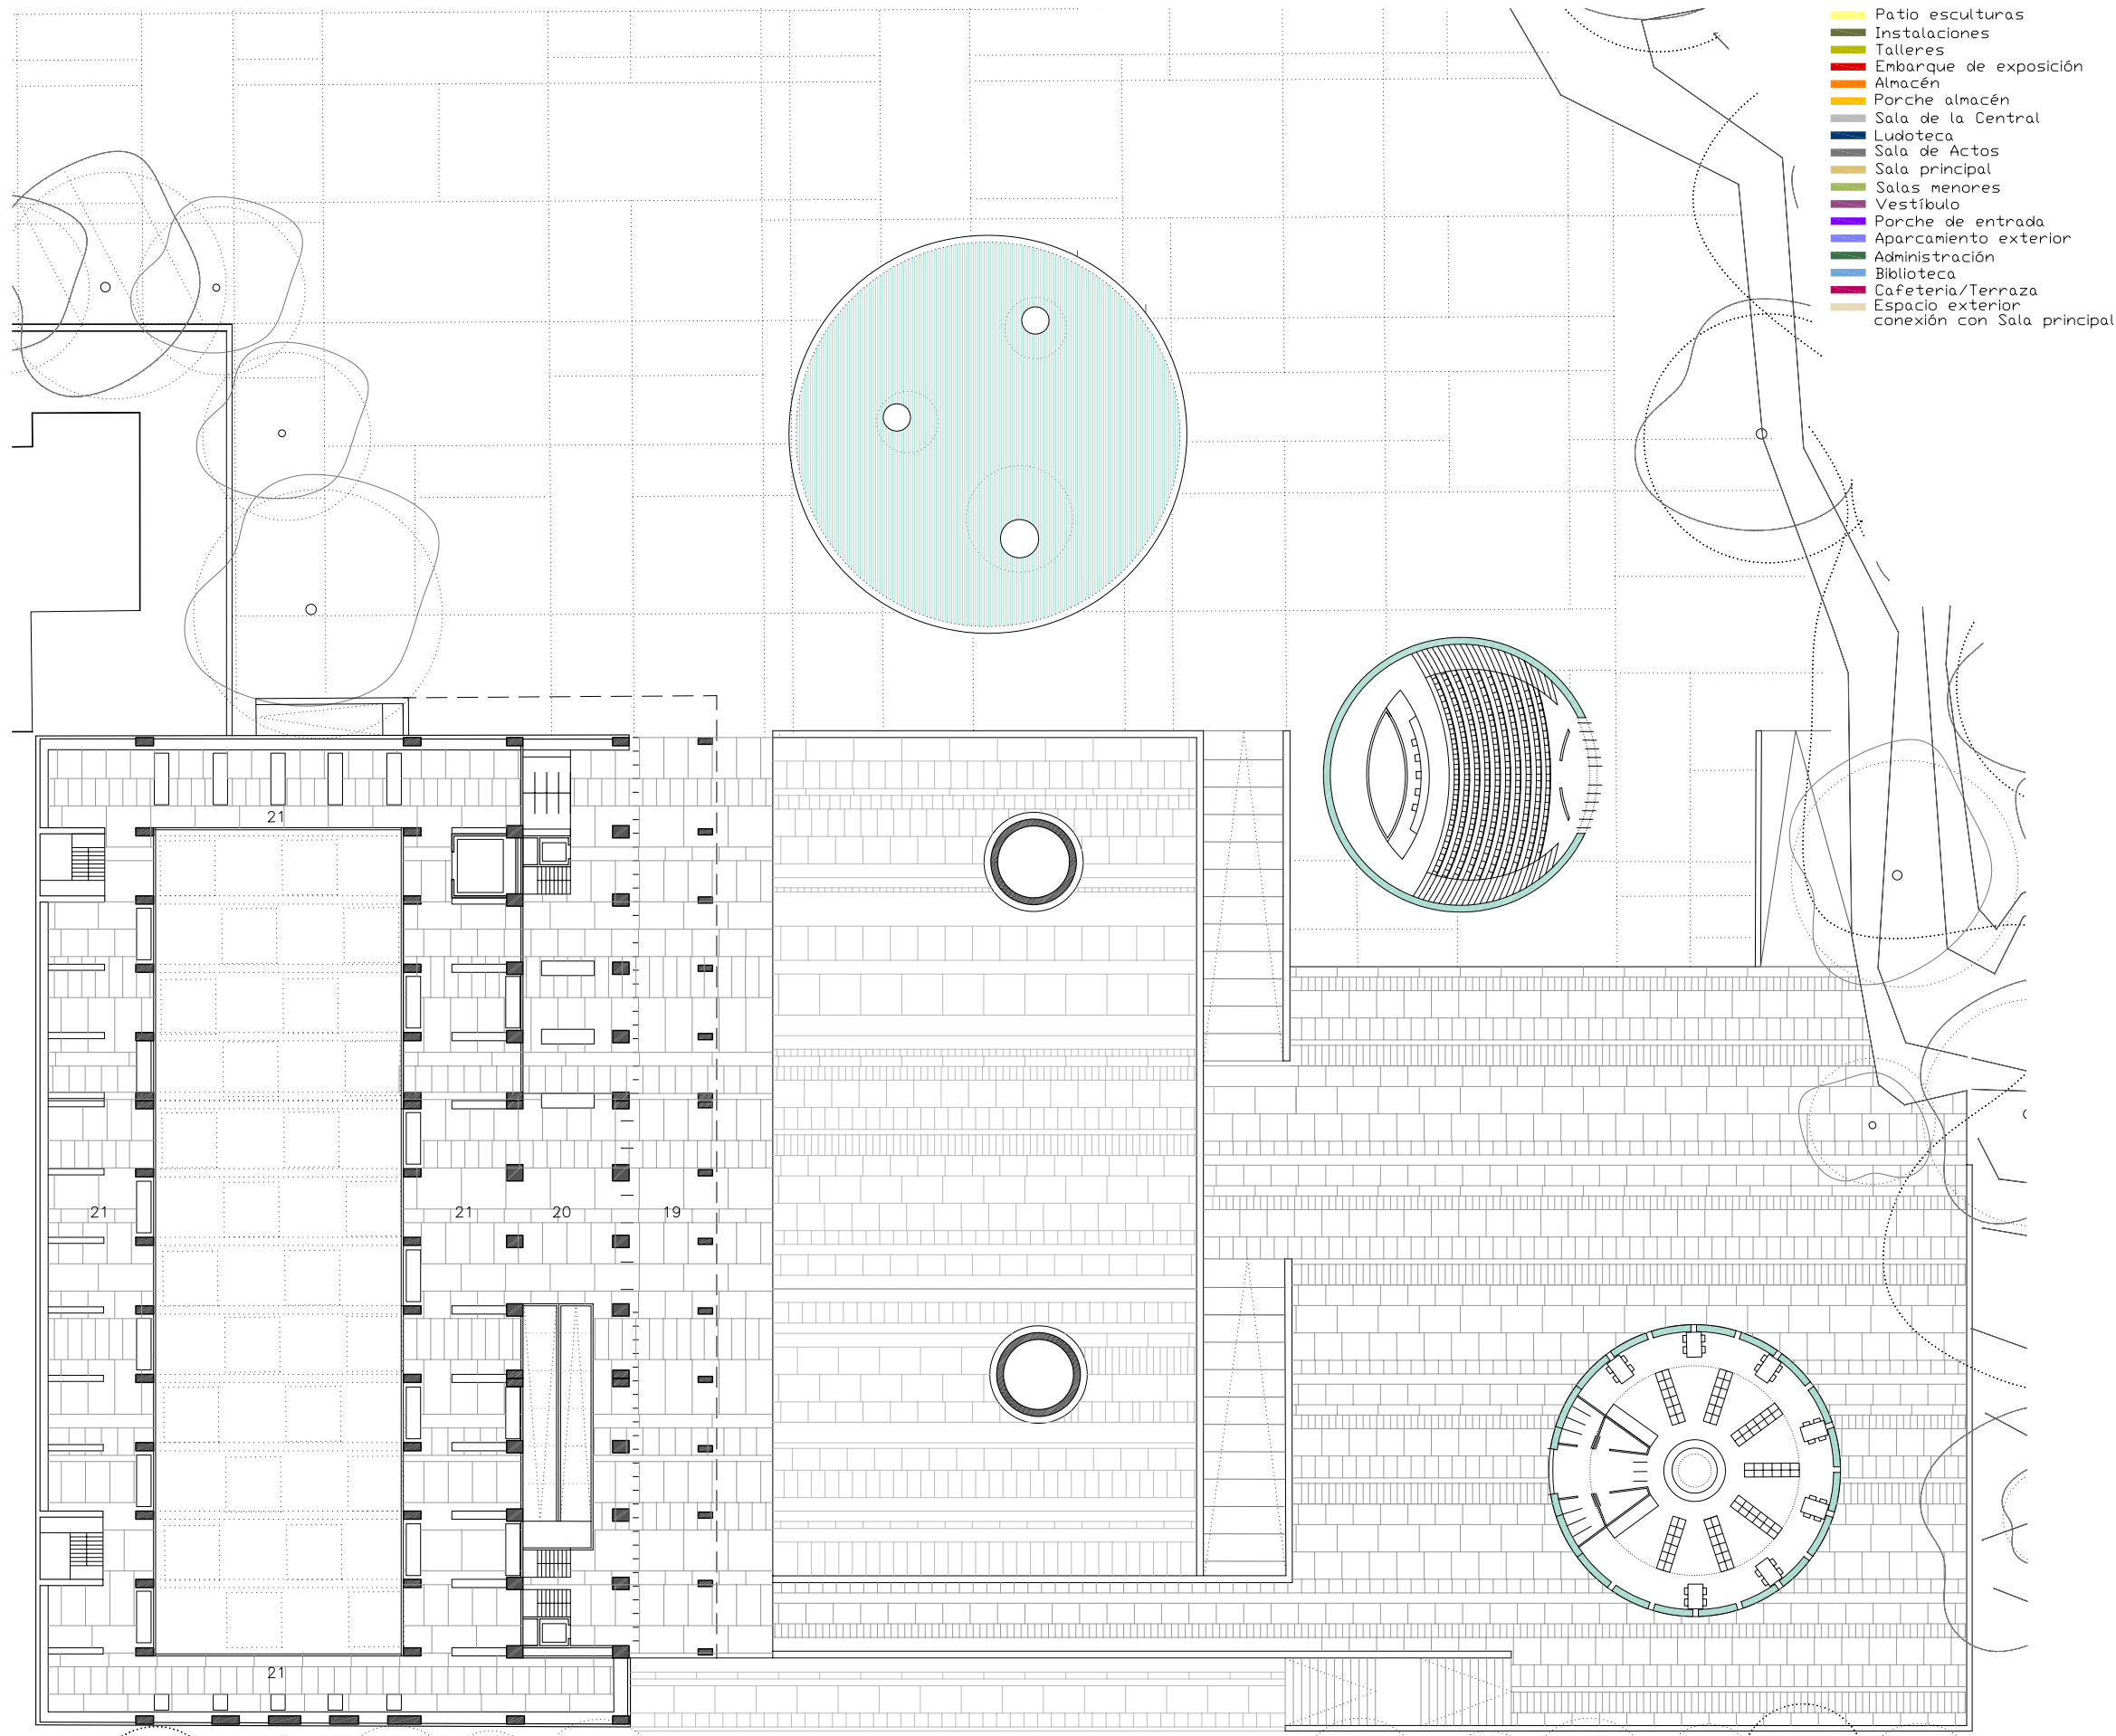 Patio esculturas
Instalaciones
Talleres
Embarque de exposición
Almacén
Porche almacén
Sala de la Central
Ludoteca
Sala de Actos
Sala principal
Salas menores
Vestíbulo
Porche de entrada
Aparcamiento exterior
Administración
Biblioteca
Cafeteria/Terraza
Espacio exterior
conexión con Sala principal
21
21 21 20 19
21